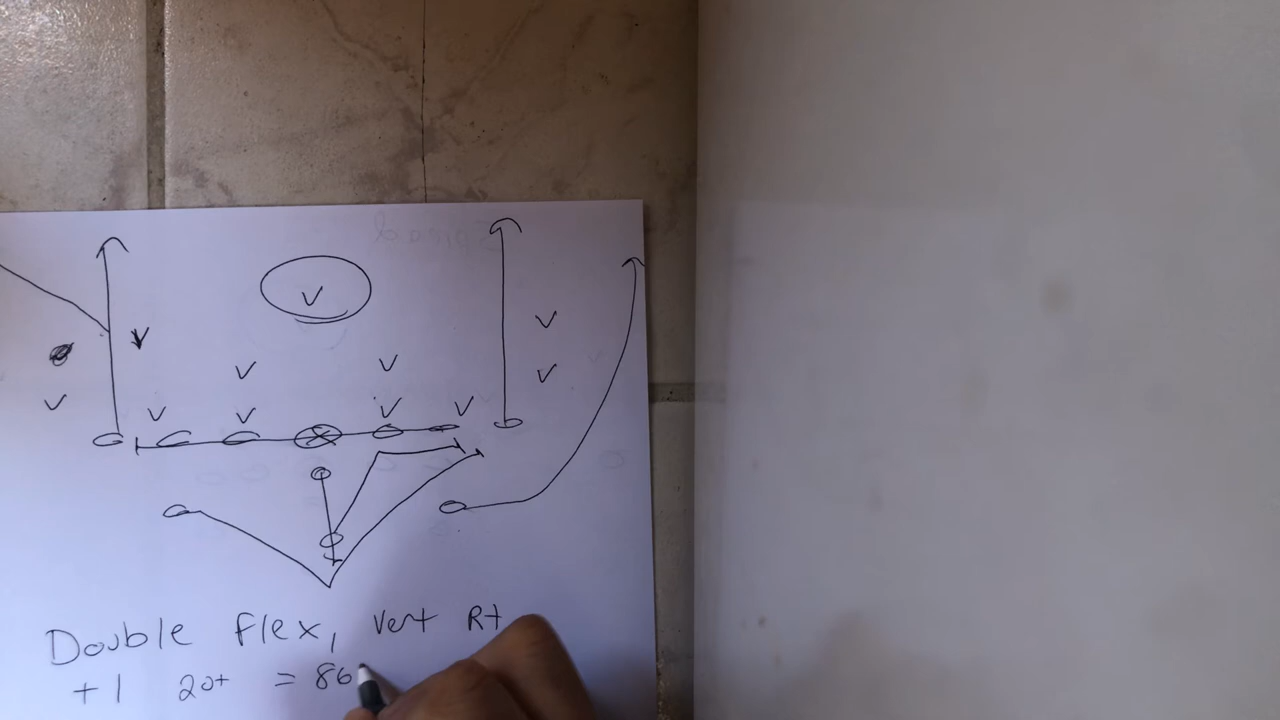 Double flex, Vert Rt
+1 20+ = 86